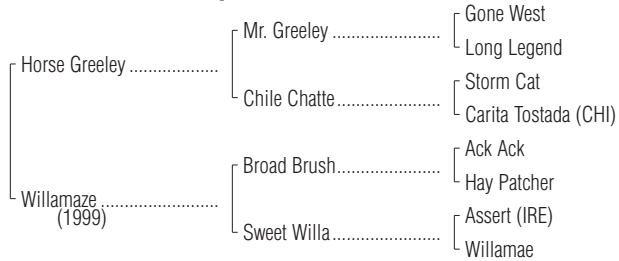 Gone West
Mr. Greeley ....................
Long Legend
Horse Greeley ..................
Storm Cat
Chile Chatte ...................
Carita Tostada (CHI)
Ack Ack
Broad Brush ....................
Hay Patcher
Willamaze ......................
(1999)
Assert (IRE)
Sweet Willa ....................
Willamae